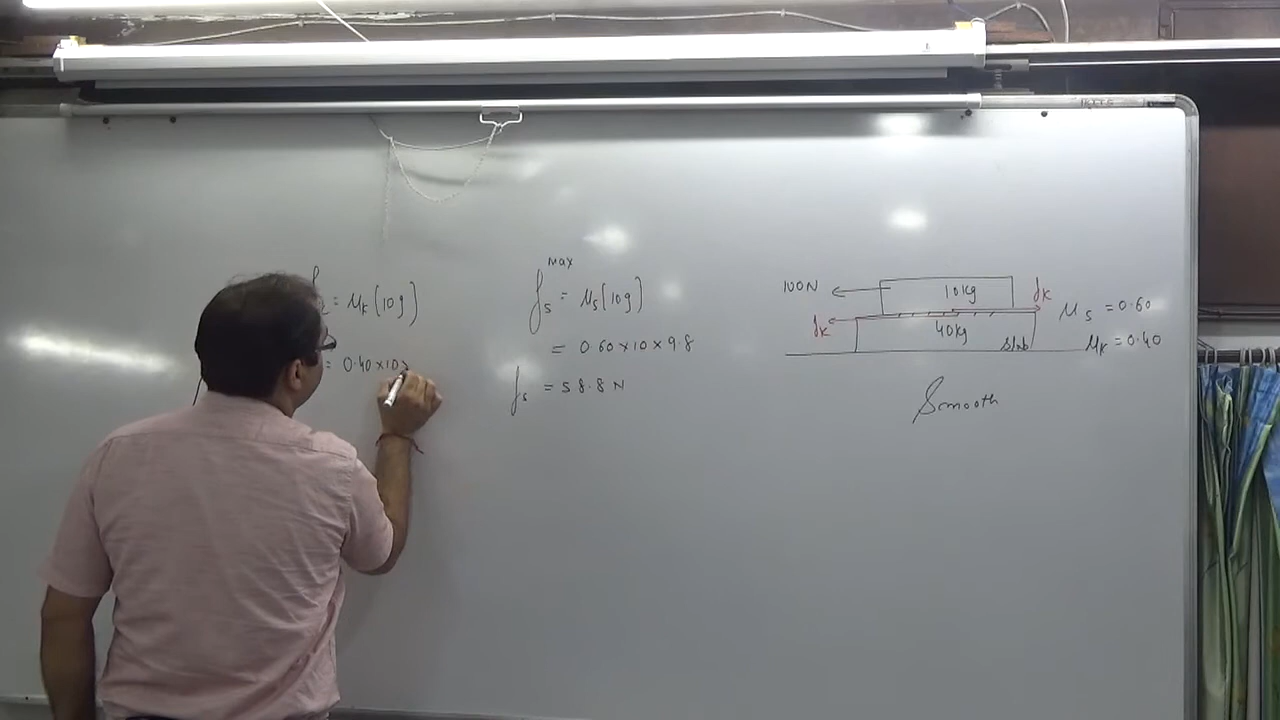 = μk (10g)
= 0.40×10×
max
fs = μs (10g)
= 0.60 × 10 × 9.8
fs = 58.8 N
100N
10kg
fk
fk
40kg
slab
μs = 0.60
μk = 0.40
Smooth